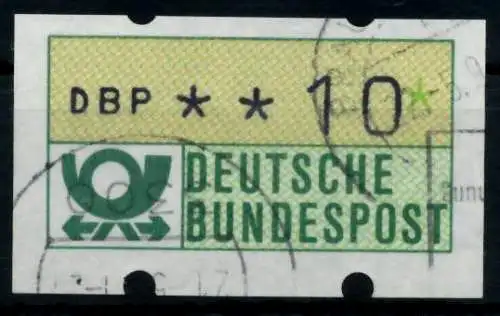 DBP ** 10*
DEUTSCHE
BUNDESPOST